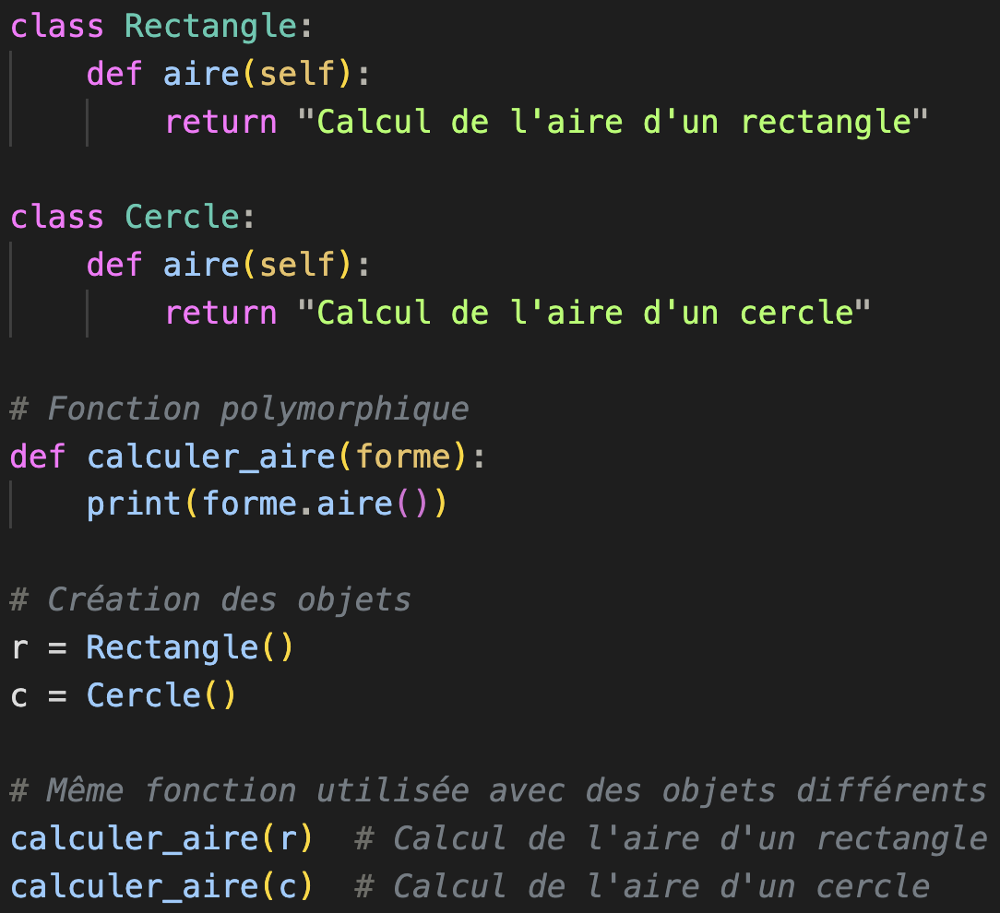 class Rectangle:
    def aire(self):
        return "Calcul de l'aire d'un rectangle"

class Cercle:
    def aire(self):
        return "Calcul de l'aire d'un cercle"

# Fonction polymorphique
def calculer_aire(forme):
    print(forme.aire())

# Création des objets
r = Rectangle()
c = Cercle()

# Même fonction utilisée avec des objets différents
calculer_aire(r)  # Calcul de l'aire d'un rectangle
calculer_aire(c)  # Calcul de l'aire d'un cercle